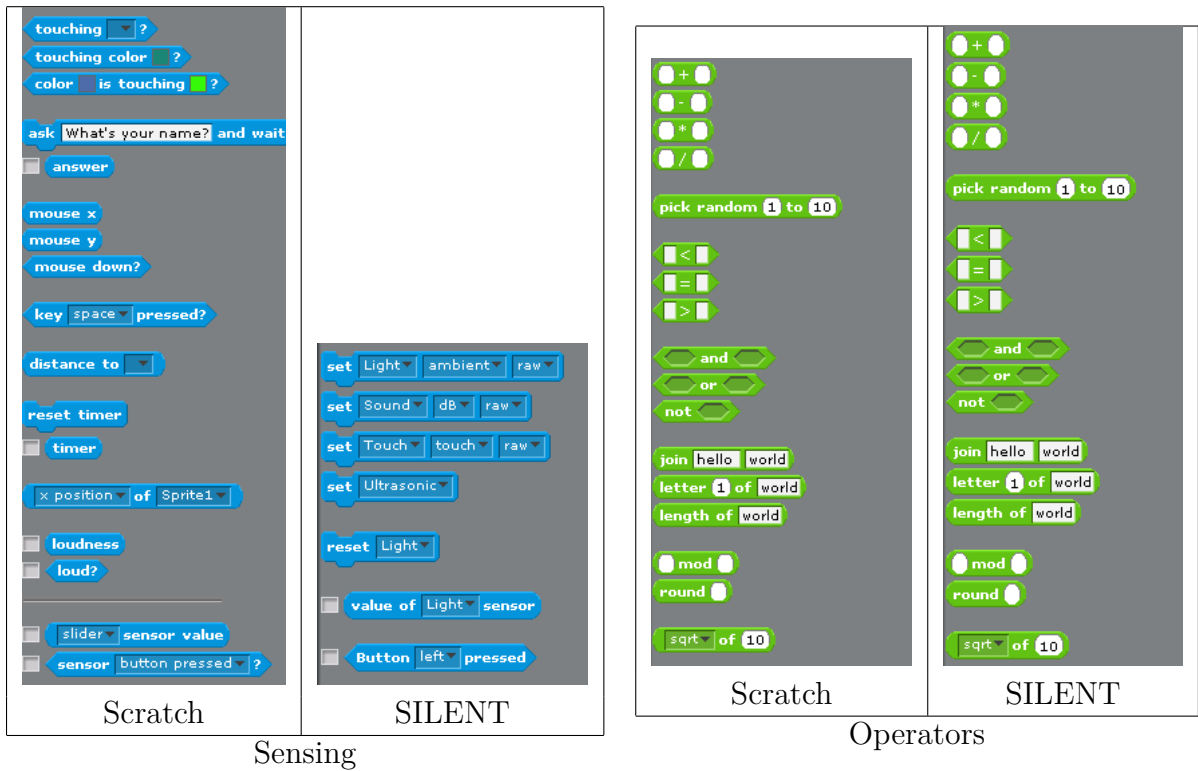 touching ?
touching color ?
color is touching ?
ask What's your name? and wait
answer
mouse x
mouse y
mouse down?
key space pressed?
distance to
reset timer
timer
x position of Sprite1
loudness
loud?
slider sensor value
sensor button pressed ?
Scratch
set Light ambient raw
set Sound dB raw
set Touch touch raw
set Ultrasonic
reset Light
value of Light sensor
Button left pressed
SILENT
Sensing
+
-
*
/
pick random 1 to 10
<
=
>
and
or
not
join hello world
letter 1 of world
length of world
mod
round
sqrt of 10
Scratch
+
-
*
/
pick random 1 to 10
<
=
>
and
or
not
join hello world
letter 1 of world
length of world
mod
round
sqrt of 10
SILENT
Operators